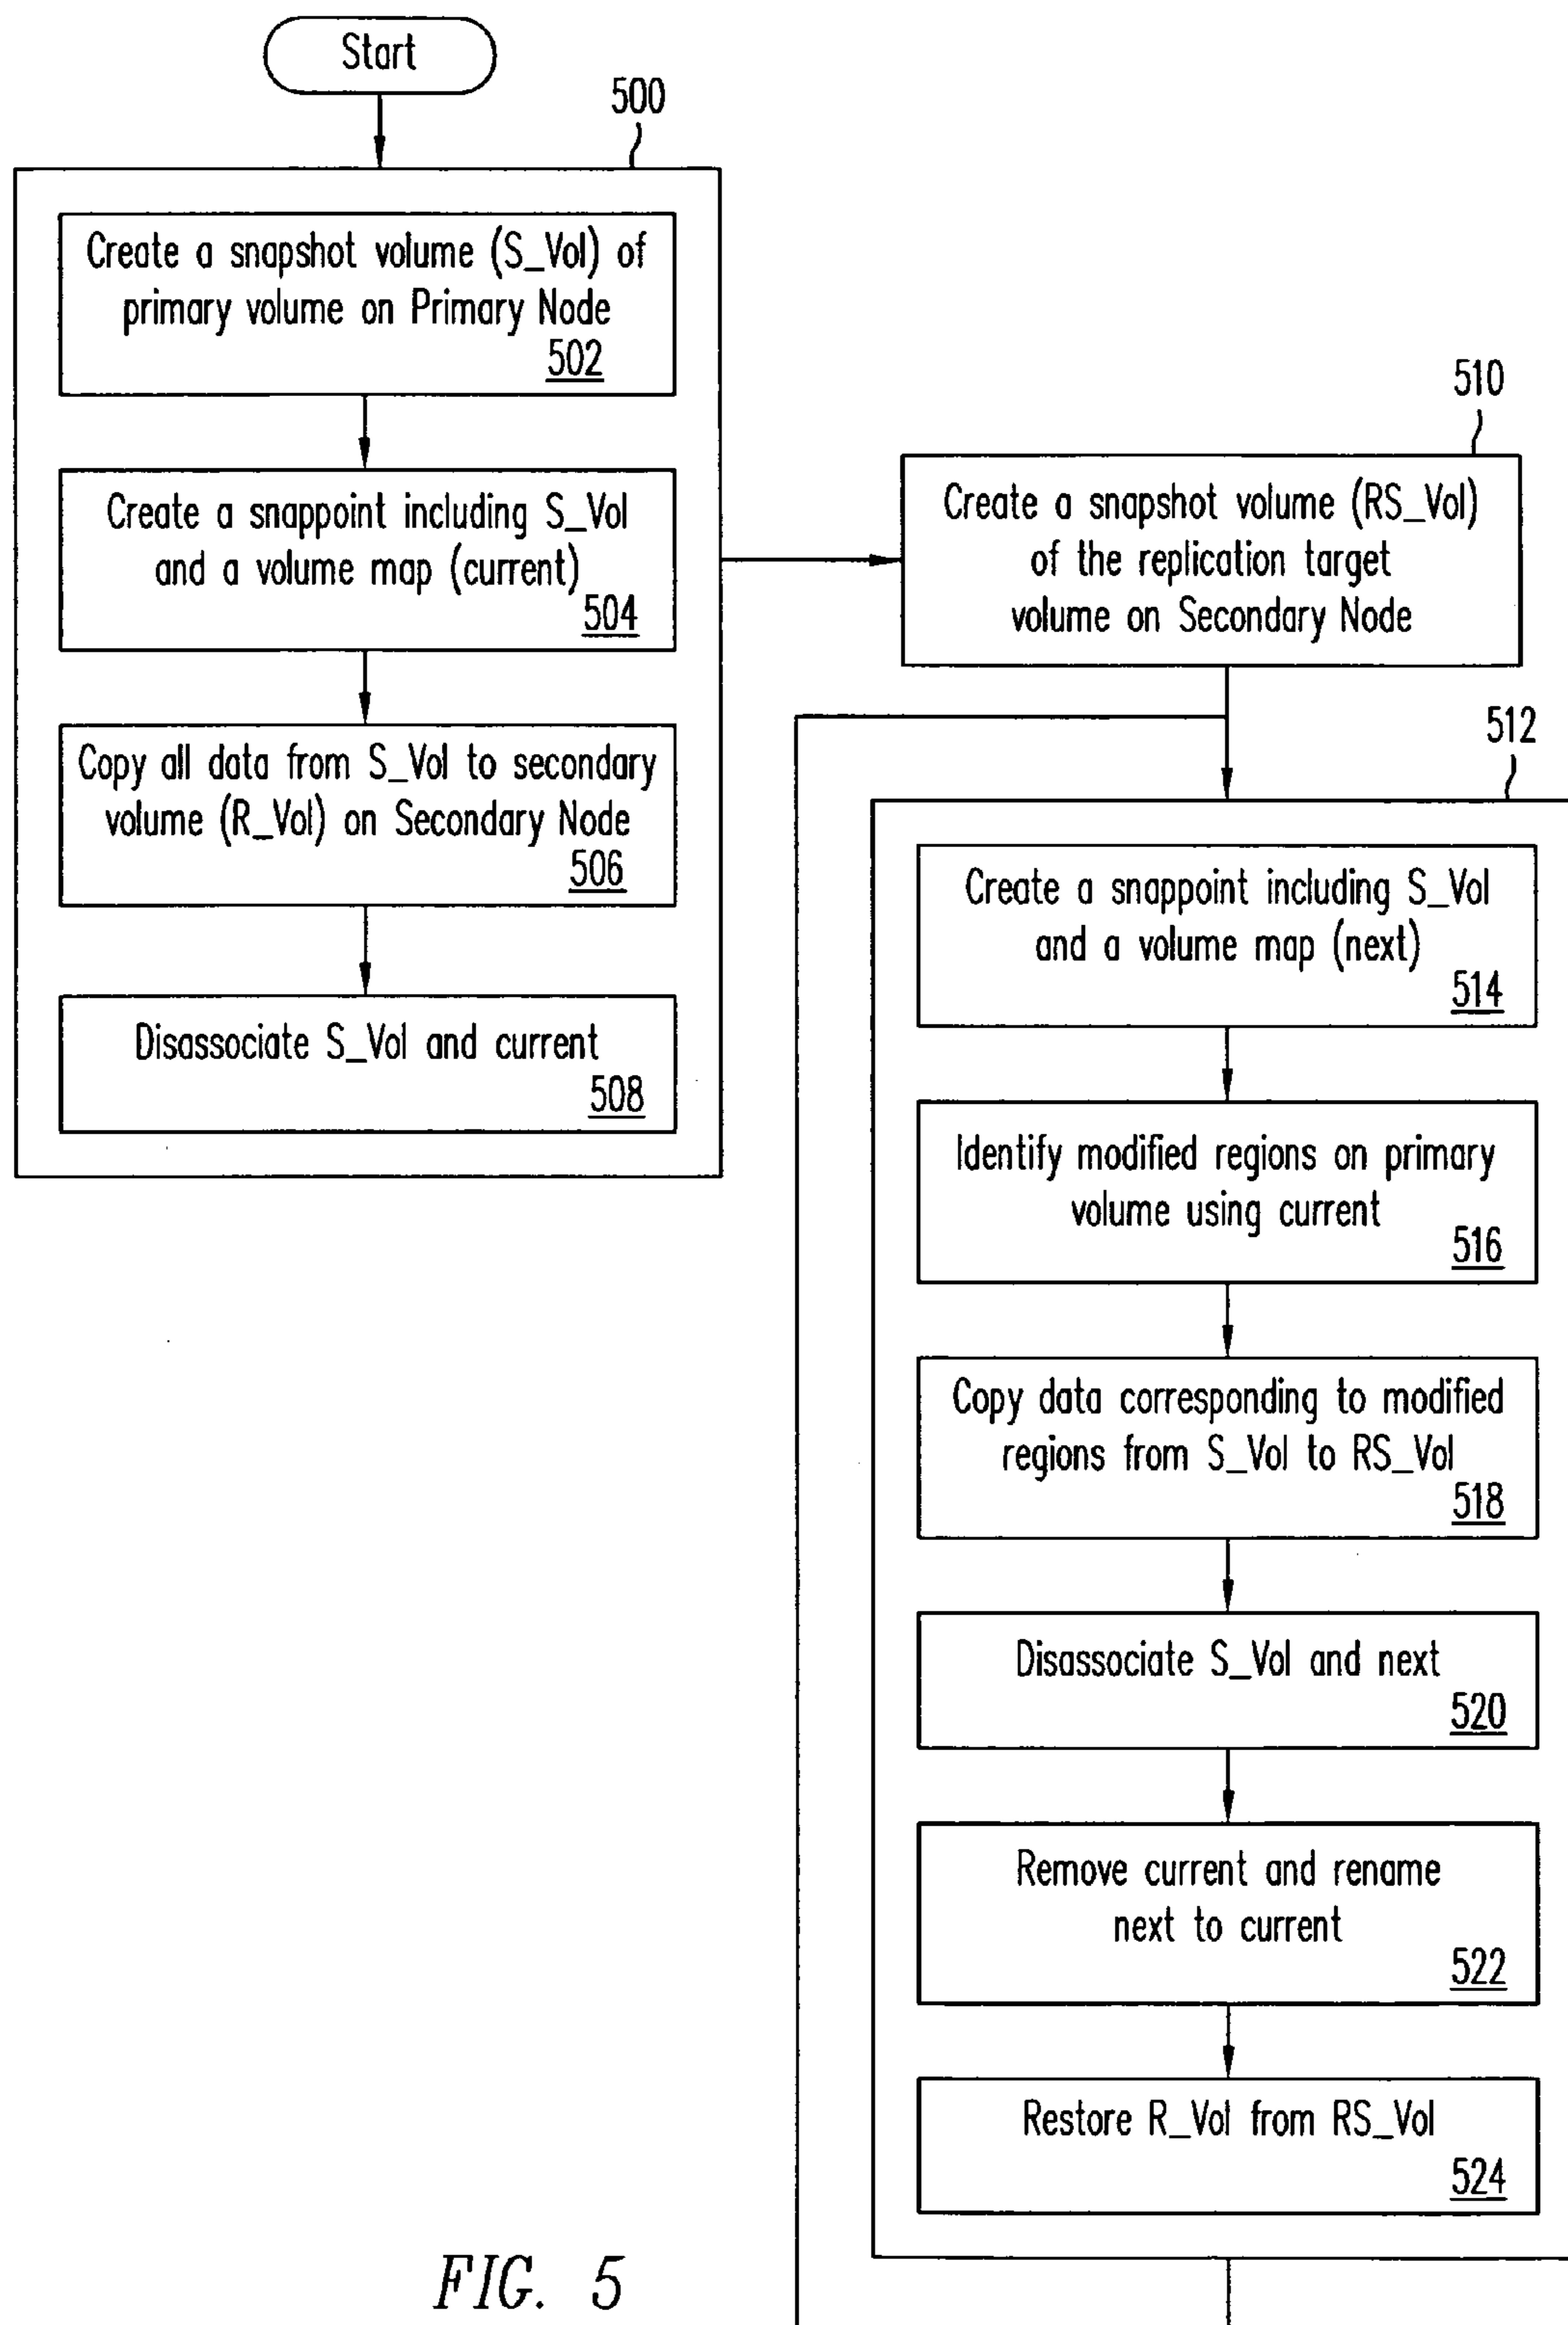 Start
500
Create a snapshot volume (S_Vol) of
primary volume on Primary Node
502
Create a snappoint including S_Vol
and a volume map (current)
504
Copy all data from S_Vol to secondary
volume (R_Vol) on Secondary Node
506
Disassociate S_Vol and current
508
510
Create a snapshot volume (RS_Vol)
of the replication target
volume on Secondary Node
512
Create a snappoint including S_Vol
and a volume map (next)
514
Identify modified regions on primary
volume using current
516
Copy data corresponding to modified
regions from S_Vol to RS_Vol
518
Disassociate S_Vol and next
520
Remove current and rename
next to current
522
Restore R_Vol from RS_Vol
524
FIG. 5